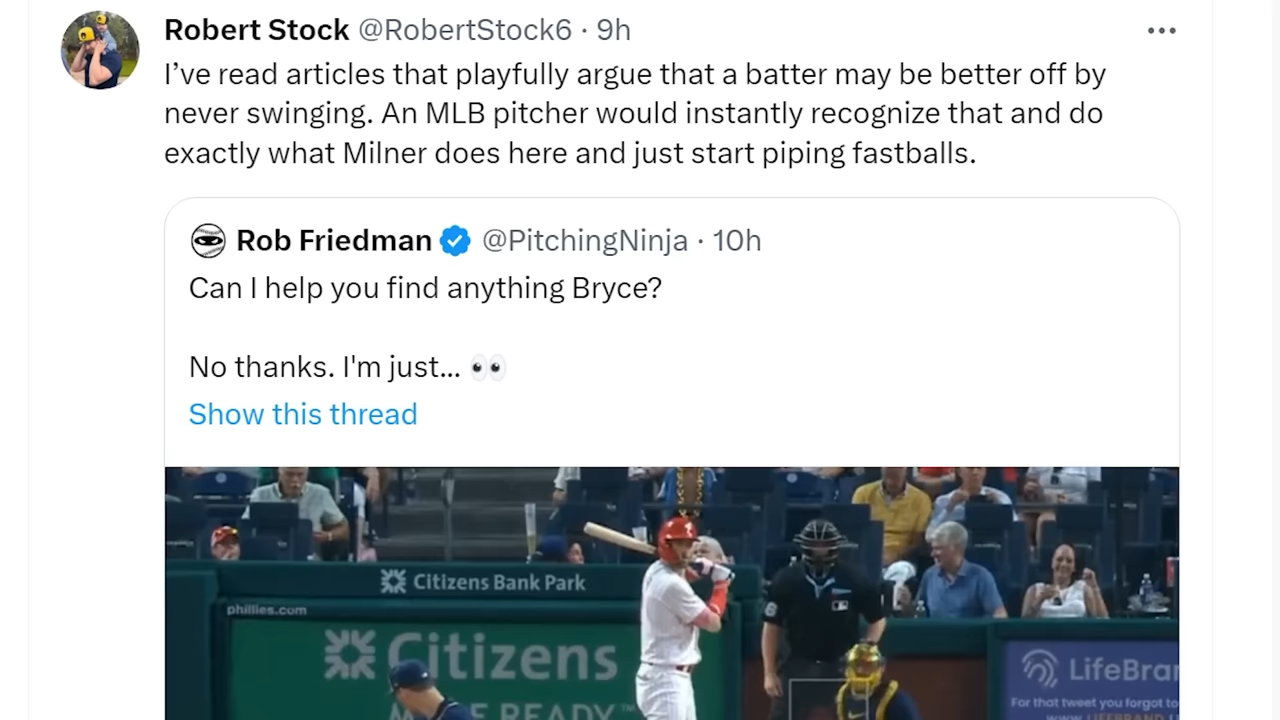 Robert Stock @RobertStock6 · 9h
I’ve read articles that playfully argue that a batter may be better off by
never swinging. An MLB pitcher would instantly recognize that and do
exactly what Milner does here and just start piping fastballs.
Rob Friedman @PitchingNinja · 10h
Can I help you find anything Bryce?
No thanks. I'm just... 👀
Show this thread
Citizens Bank Park
phillies.com
Citizens
LifeBran
For that tweet you forgot to